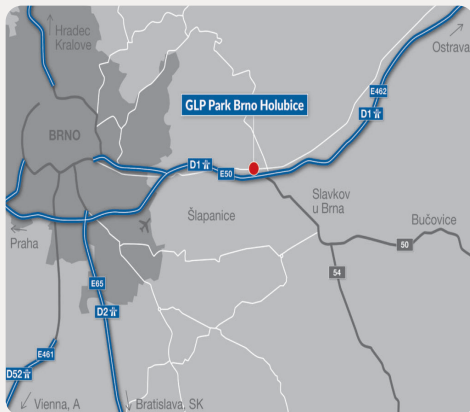 Hradec
Kralove
Ostrava
E462
D1
GLP Park Brno Holubice
BRNO
D1
E50
Slavkov
u Brna
Šlapanice
Bučovice
Praha
50
54
E65
D2
E461
D52
Vienna, A
Bratislava, SK